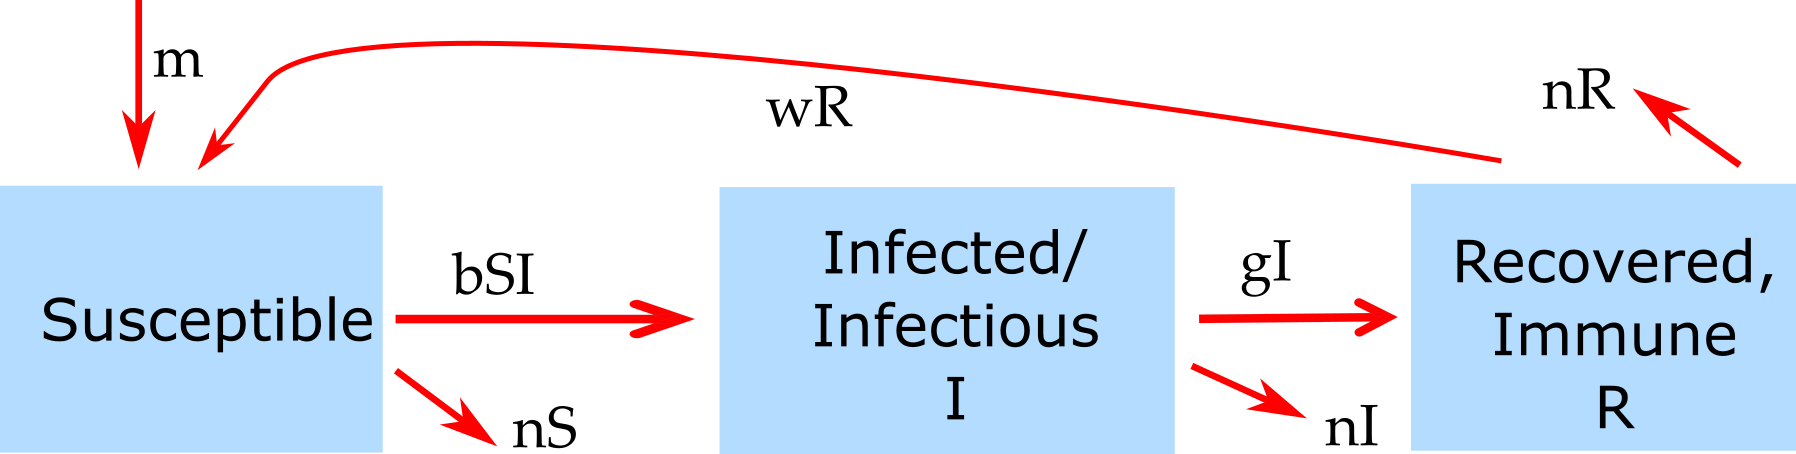 m
wR
nR
Susceptible
bSI
nS
Infected/
Infectious
I
gI
nI
Recovered,
Immune
R